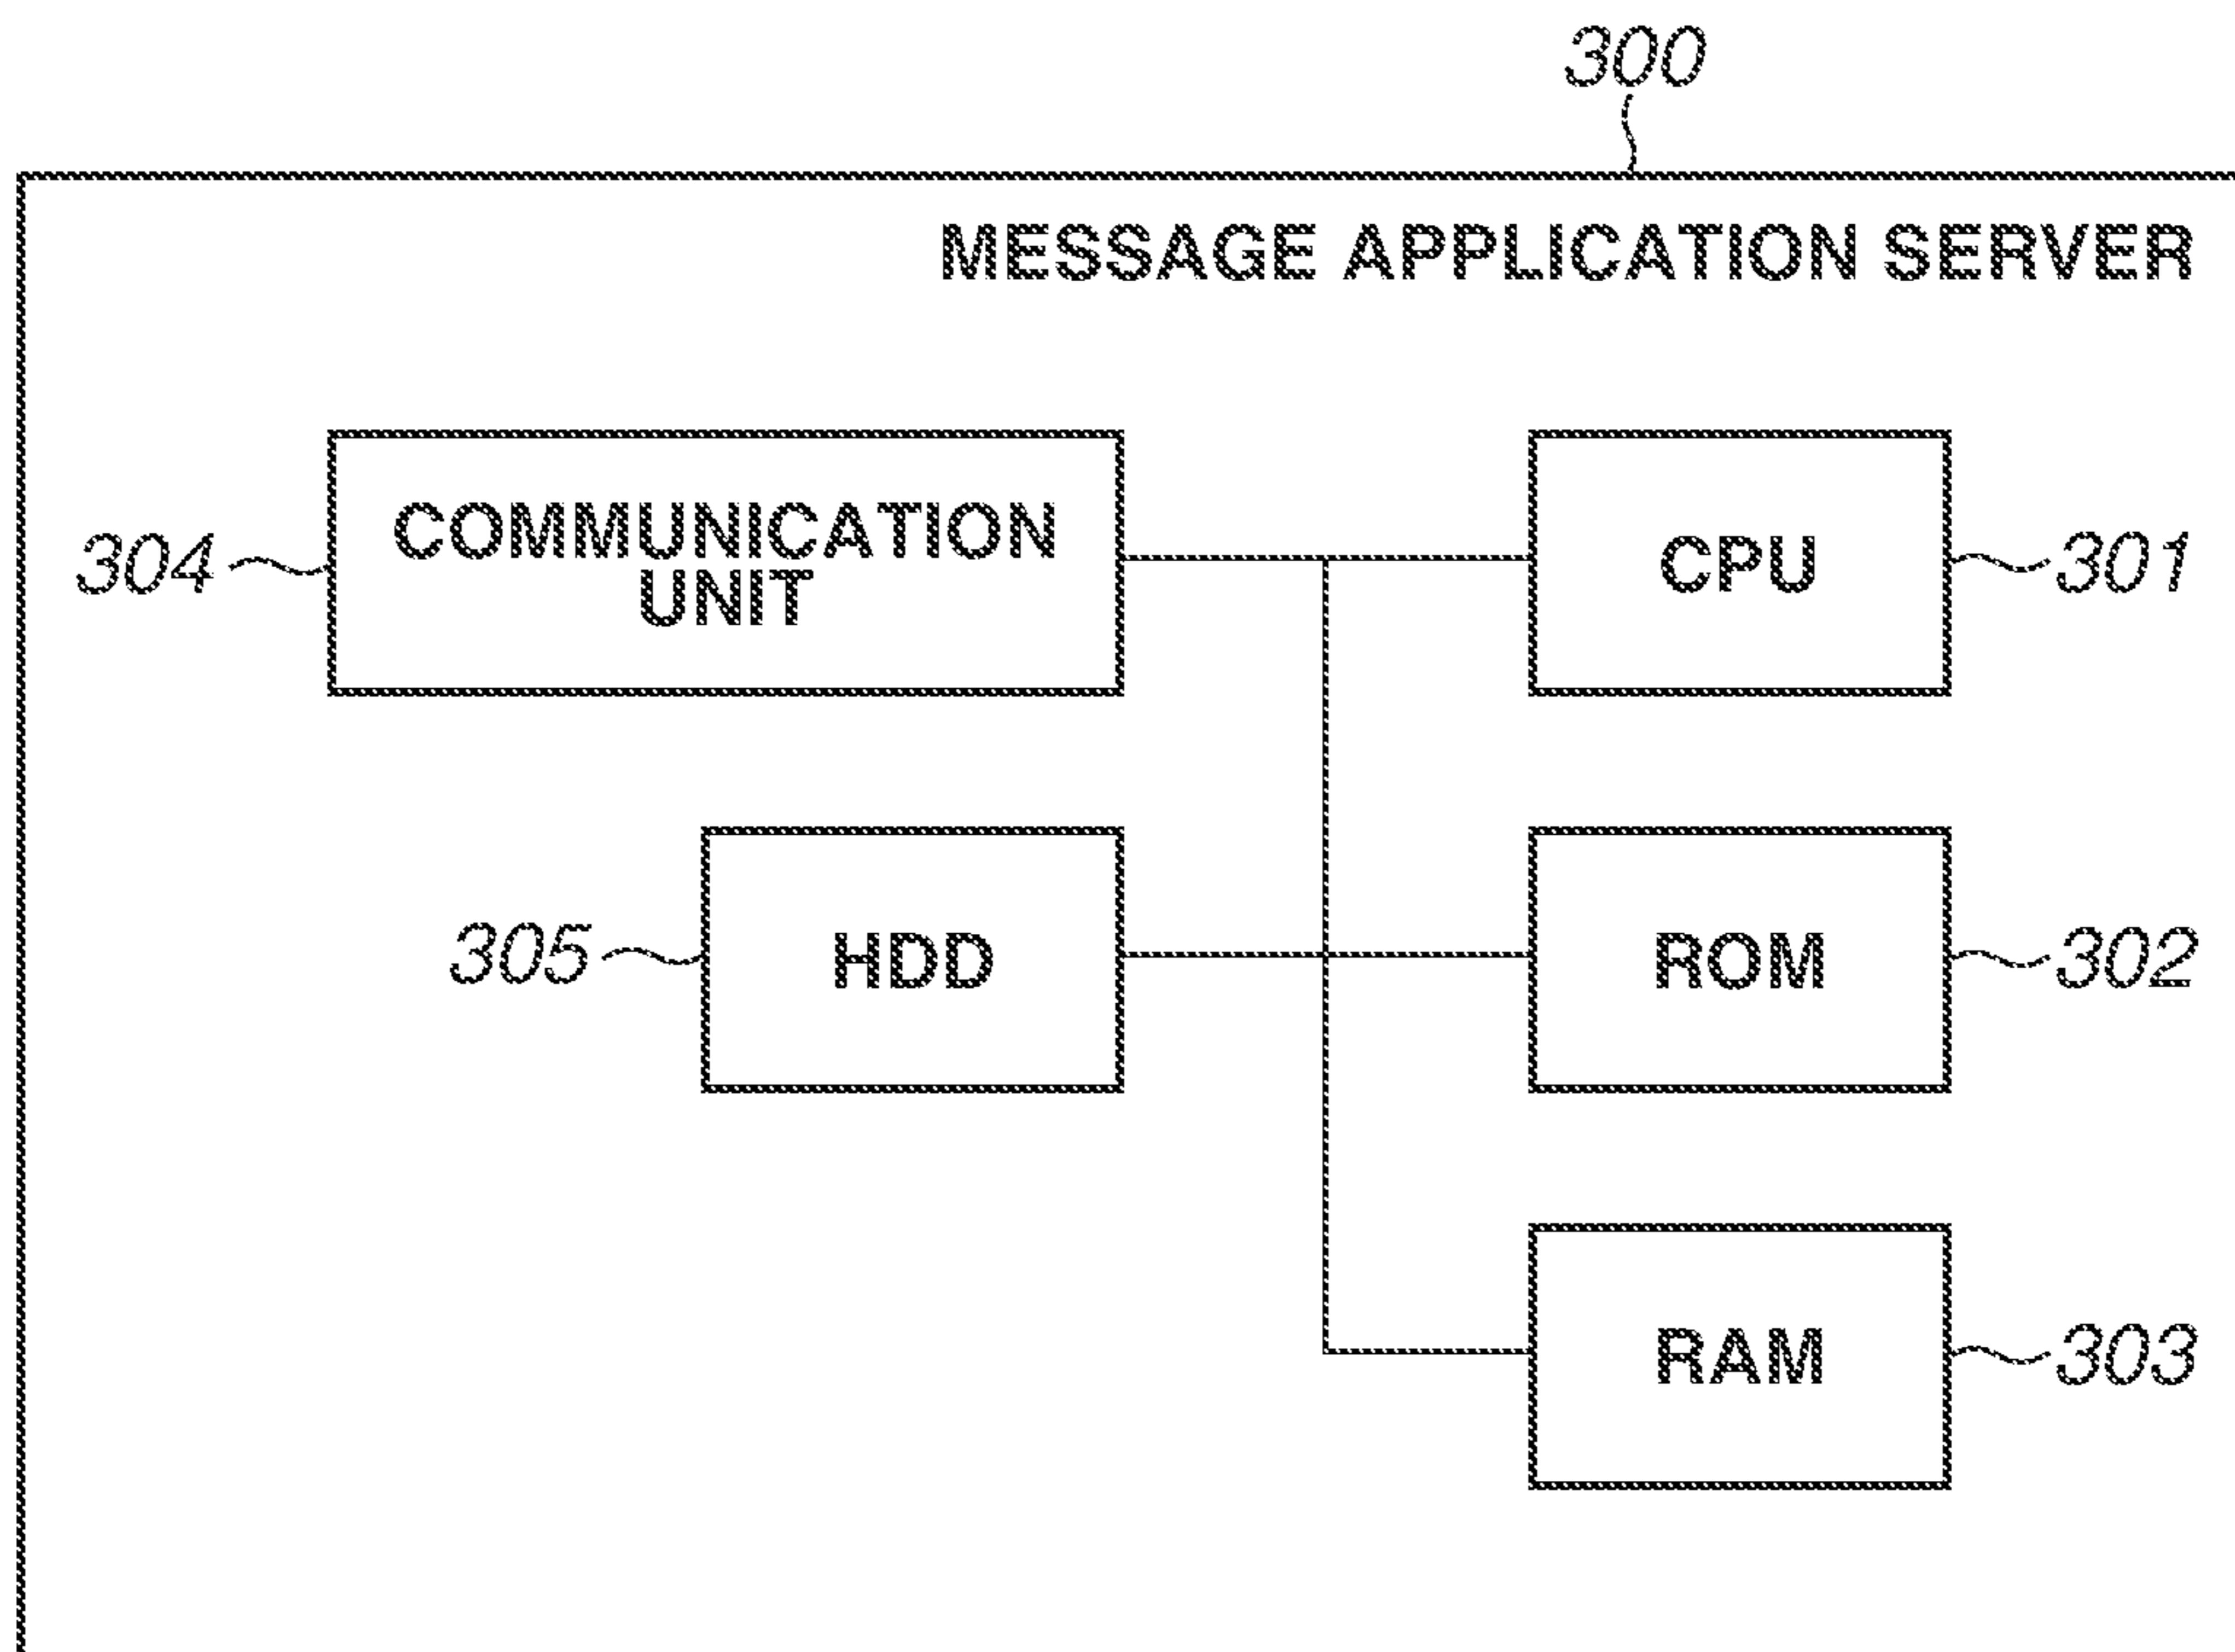 300
MESSAGE APPLICATION SERVER
304
COMMUNICATION
UNIT
CPU
301
305
HDD
ROM
302
RAM
303